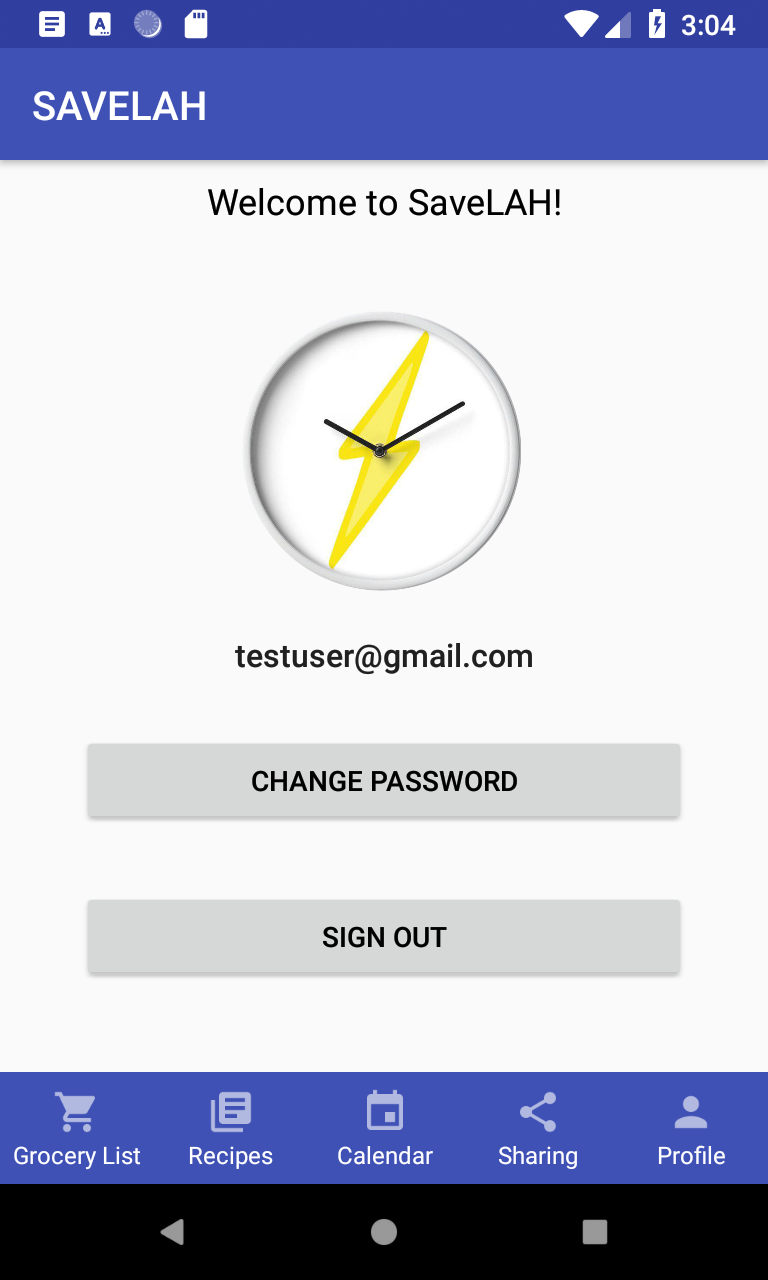 3:04
SAVELAH
Welcome to SaveLAH!
testuser@gmail.com
CHANGE PASSWORD
SIGN OUT
Grocery List Recipes Calendar Sharing Profile